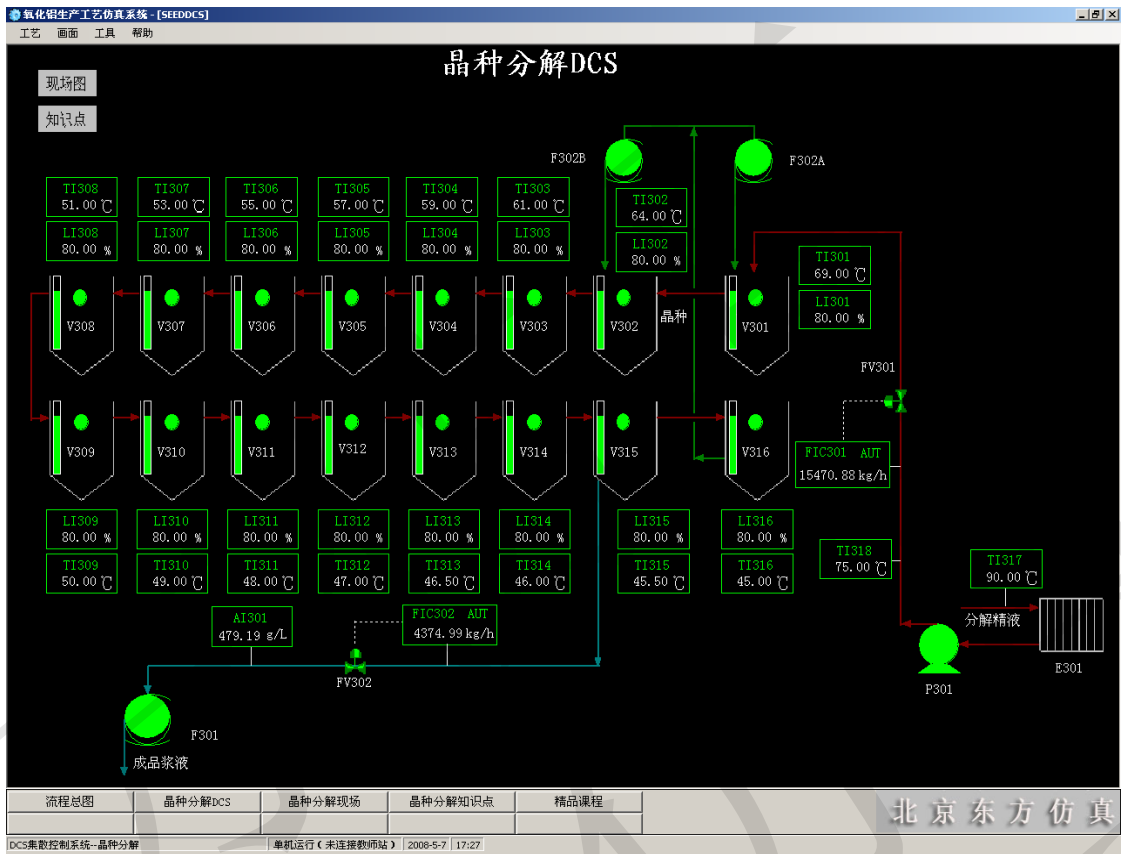 氧化铝生产工艺仿真系统 - [SEEDDCS]
工艺 画面 工具 帮助
晶种分解DCS
现场图
知识点
F302B
F302A
TI308
51.00 ℃
TI307
53.00 ℃
TI306
55.00 ℃
TI305
57.00 ℃
TI304
59.00 ℃
TI303
61.00 ℃
TI302
64.00 ℃
LI308
80.00 %
LI307
80.00 %
LI306
80.00 %
LI305
80.00 %
LI304
80.00 %
LI303
80.00 %
LI302
80.00 %
TI301
69.00 ℃
LI301
80.00 %
V308
V307
V306
V305
V304
V303
V302
晶种
V301
FV301
V309
V310
V311
V312
V313
V314
V315
V316
FIC301 AUT
15470.88 kg/h
LI309
80.00 %
LI310
80.00 %
LI311
80.00 %
LI312
80.00 %
LI313
80.00 %
LI314
80.00 %
LI315
80.00 %
LI316
80.00 %
TI309
50.00 ℃
TI310
49.00 ℃
TI311
48.00 ℃
TI312
47.00 ℃
TI313
46.50 ℃
TI314
46.00 ℃
TI315
45.50 ℃
TI316
45.00 ℃
TI318
75.00 ℃
TI317
90.00 ℃
AI301
479.19 g/L
FIC302 AUT
4374.99 kg/h
分解精液
E301
FV302
P301
F301
成品浆液
流程总图 晶种分解DCS 晶种分解现场 晶种分解知识点 精品课程
北京东方仿真
DCS集散控制系统--晶种分解 单机运行(未连接教师站) 2008-5-7 17:27